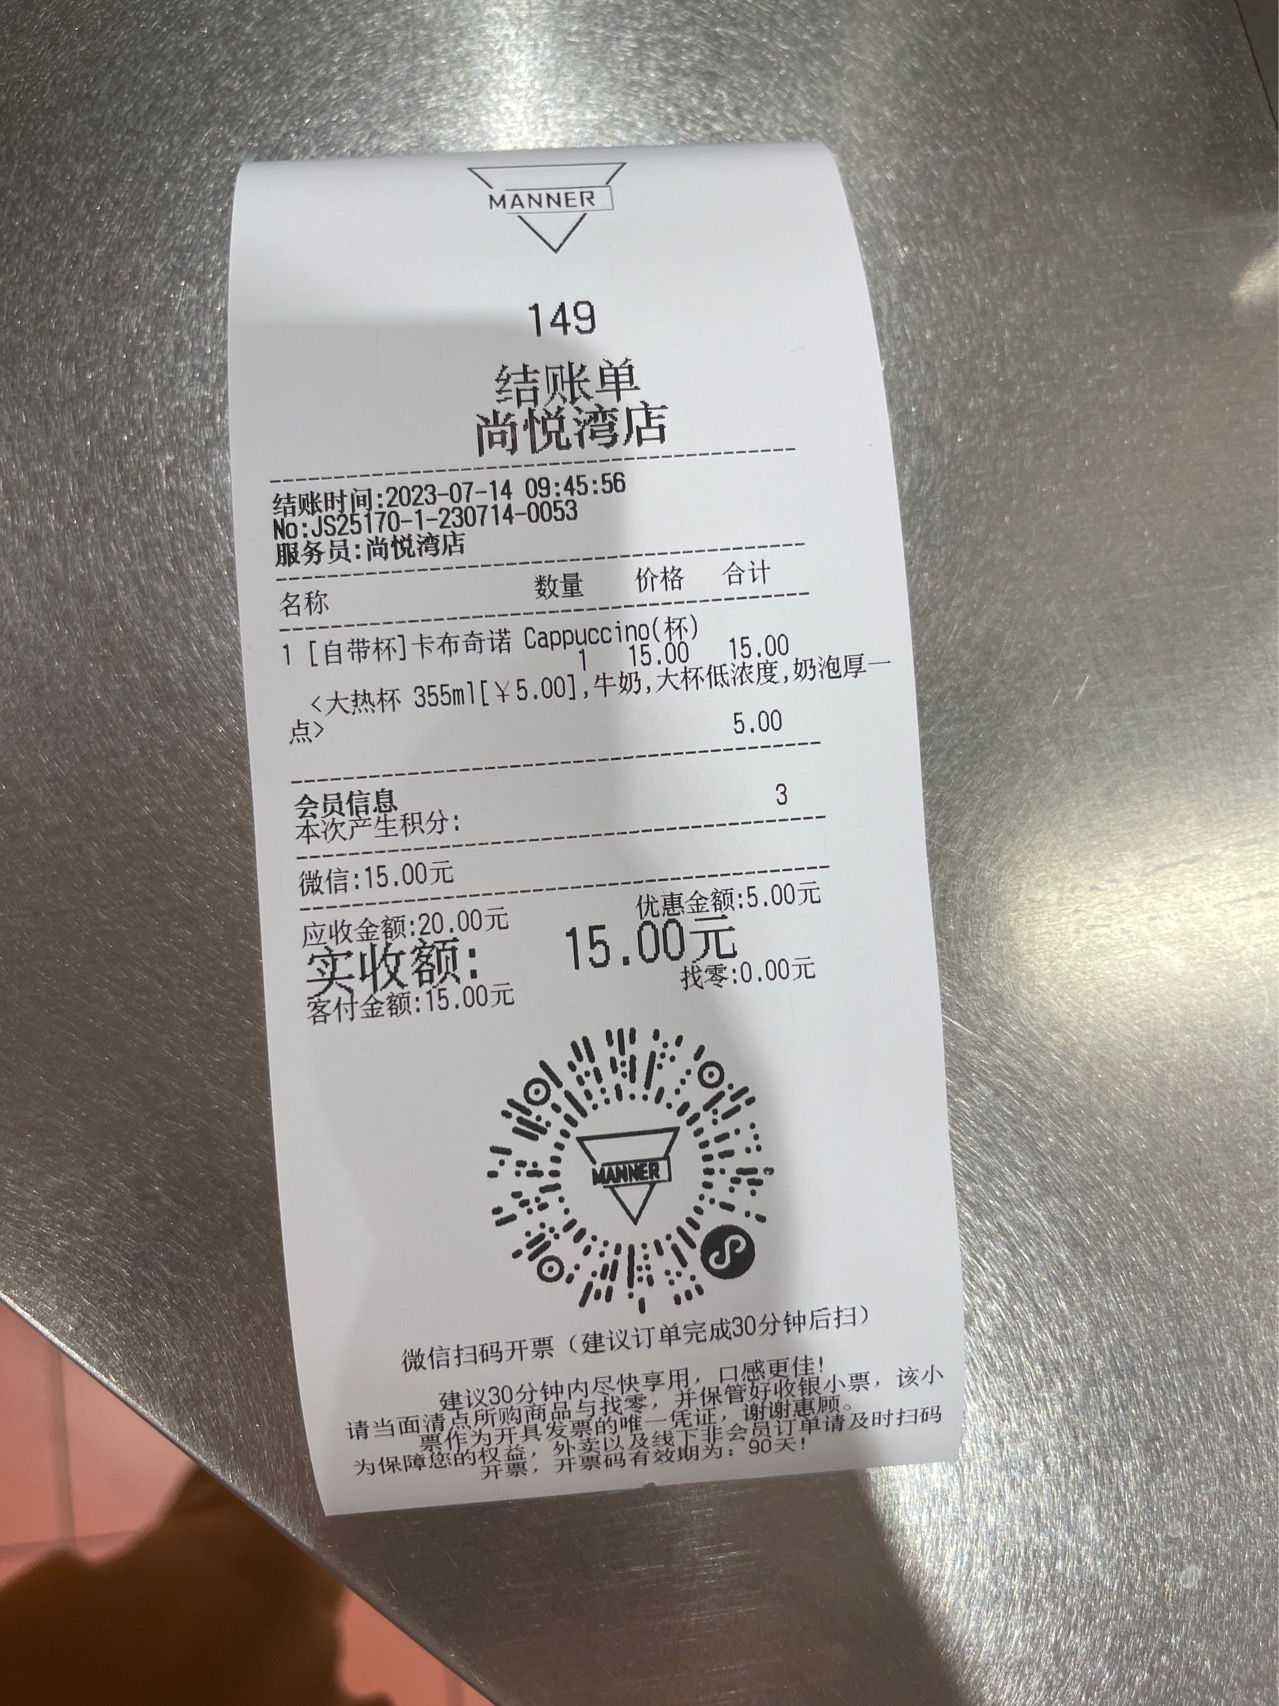 MANNER
149
结账单
尚悦湾店
结账时间:2023-07-14 09:45:56
No:JS25170-1-230714-0053
服务员:尚悦湾店
名称 数量 价格 合计
1 [自带杯]卡布奇诺 Cappuccino(杯)
1 15.00 15.00
<大热杯 355ml[￥5.00],牛奶,大杯低浓度,奶泡厚一
点> 5.00
会员信息
本次产生积分: 3
微信:15.00元
应收金额:20.00元 优惠金额:5.00元
实收额: 15.00元
客付金额:15.00元 找零:0.00元
MANNER
微信扫码开票（建议订单完成30分钟后扫）
建议30分钟内尽快享用，口感更佳!
请当面清点所购商品与找零，并保管好收银小票，该小
票作为开具发票的唯一凭证，谢谢惠顾。
为保障您的权益，外卖以及线下非会员订单请及时扫码
开票，开票码有效期为：90天!